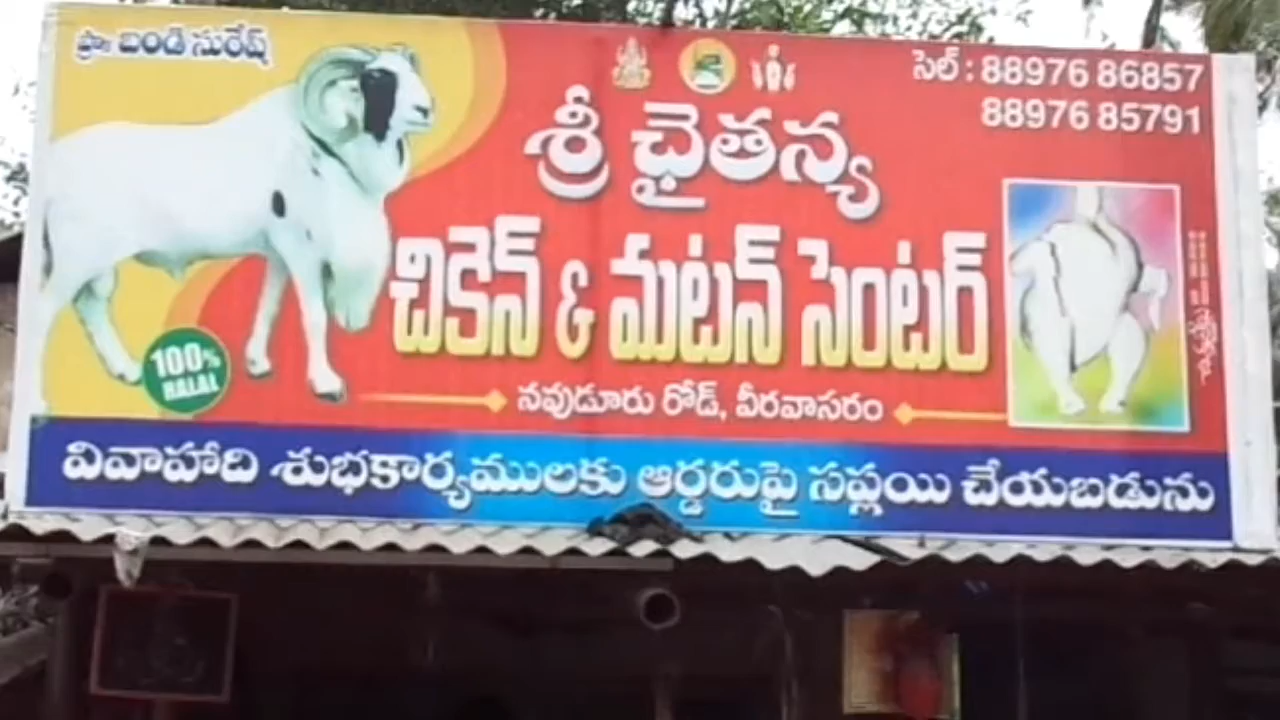 ప్రొ బండి సురేష్
సెల్ : 88976 86857
88976 85791
శ్రీ చైతన్య
చికెన్ & మటన్ సెంటర్
100% HALAL
నవుడూరు రోడ్, వీరవాసరం
వివాహాది శుభకార్యములకు ఆర్డరుపై సప్లయి చేయబడును